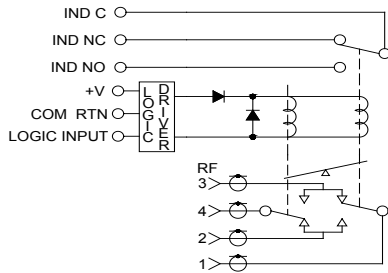 IND C
IND NC
IND NO
+V
COM RTN
LOGIC INPUT
LOGIC
DRIVER
RF
3
4
2
1